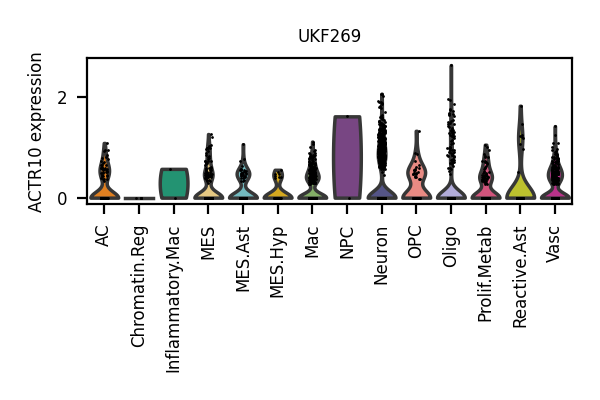 UKF269
ACTR10 expression
2
0
AC
Chromatin.Reg
Inflammatory.Mac
MES
MES.Ast
MES.Hyp
Mac
NPC
Neuron
OPC
Oligo
Prolif.Metab
Reactive.Ast
Vasc